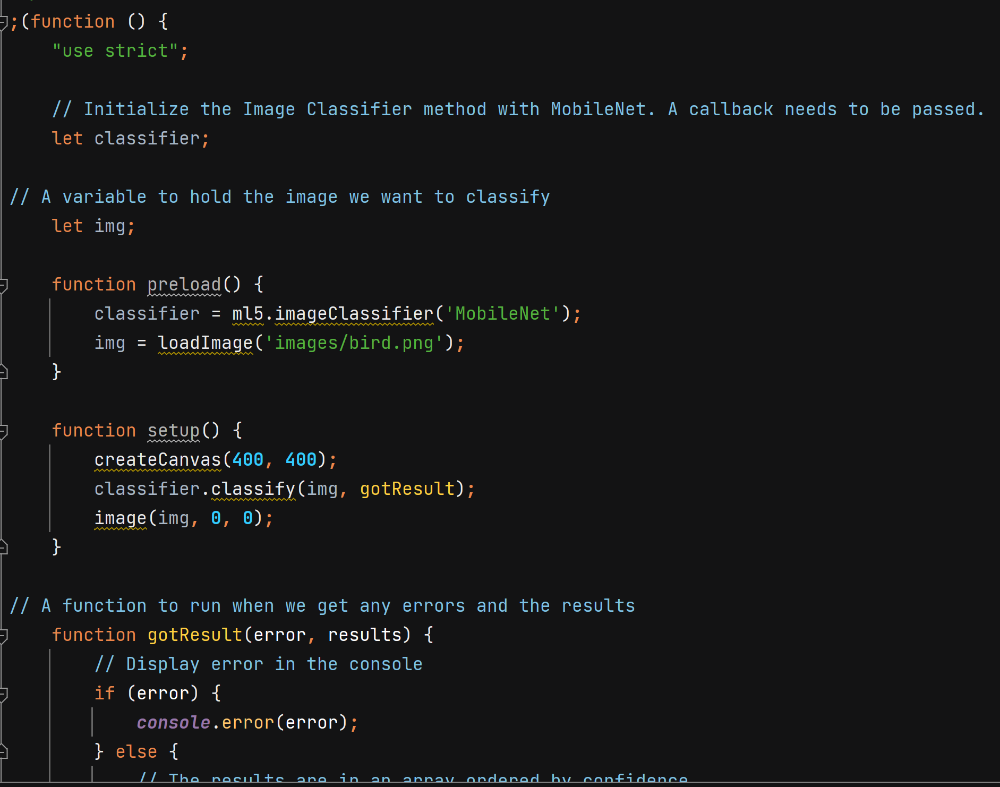 ;(function () {
"use strict";
// Initialize the Image Classifier method with MobileNet. A callback needs to be passed.
let classifier;
// A variable to hold the image we want to classify
let img;
function preload() {
classifier = ml5.imageClassifier('MobileNet');
img = loadImage('images/bird.png');
}
function setup() {
createCanvas(400, 400);
classifier.classify(img, gotResult);
image(img, 0, 0);
}
// A function to run when we get any errors and the results
function gotResult(error, results) {
// Display error in the console
if (error) {
console.error(error);
} else {
// The results are in an array ordered by confidence